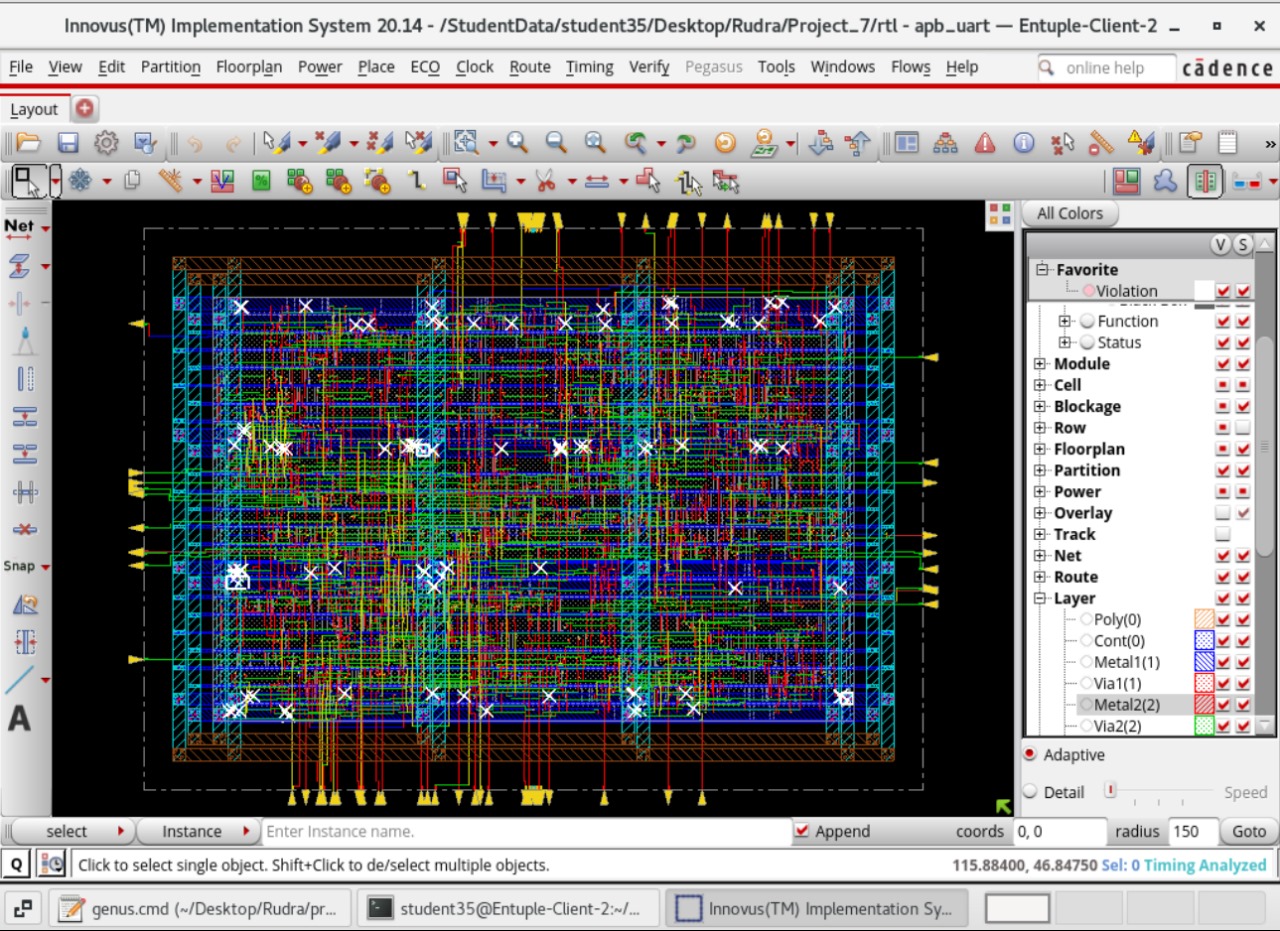 Innovus(TM) Implementation System 20.14 - /StudentData/student35/Desktop/Rudra/Project_7/rtl - apb_uart — Entuple-Client-2
File View Edit Partition Floorplan Power Place ECO Clock Route Timing Verify Pegasus Tools Windows Flows Help online help cādence
Layout
»
Net
Snap
A
All Colors
V S
Favorite
Violation
Function
Status
Module
Cell
Blockage
Row
Floorplan
Partition
Power
Overlay
Track
Net
Route
Layer
Poly(0)
Cont(0)
Metal1(1)
Via1(1)
Metal2(2)
Via2(2)
Adaptive
Detail Speed
select Instance Enter Instance name. Append coords 0, 0 radius 150 Goto
Q Click to select single object. Shift+Click to de/select multiple objects. 115.88400, 46.84750 Sel: 0 Timing Analyzed
genus.cmd (~/Desktop/Rudra/pr... student35@Entuple-Client-2:~/... Innovus(TM) Implementation Sy...